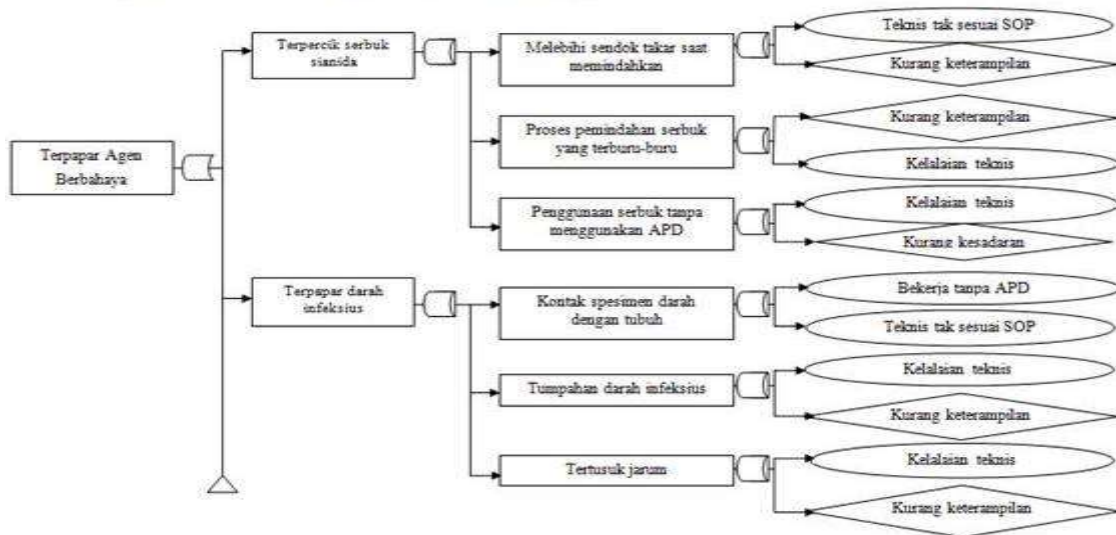 Terpapar Agen
Berbahaya
Terpercik serbuk
sianida
Melebihi sendok takar saat
memindahkan
Teknis tak sesuai SOP
Kurang keterampilan
Proses pemindahan serbuk
yang terburu-buru
Kurang keterampilan
Kelalaian teknis
Penggunaan serbuk tanpa
menggunakan APD
Kelalaian teknis
Kurang kesadaran
Terpapar darah
infeksius
Kontak spesimen darah
dengan tubuh
Bekerja tanpa APD
Teknis tak sesuai SOP
Tumpahan darah infeksius
Kelalaian teknis
Kurang keterampilan
Tertusuk jarum
Kelalaian teknis
Kurang keterampilan